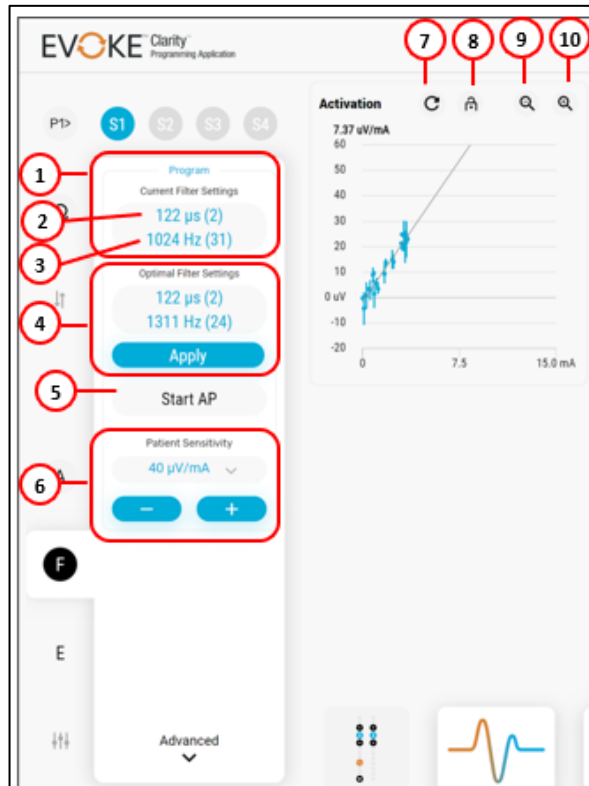 7 8 9 10
EVOKE™ Clarity
Programming Application
P1> S1 S2 S3 S4
Activation
7.37 uV/mA
60
50
40
30
20
10
0 uV
-10
-20
0 7.5 15.0 mA
1
Program
Current Filter Settings
2
122 µs (2)
3
1024 Hz (31)
Optimal Filter Settings
4
122 µs (2)
1311 Hz (24)
Apply
5
Start AP
Patient Sensitivity
6
40 µV/mA
− +
F
E
Advanced